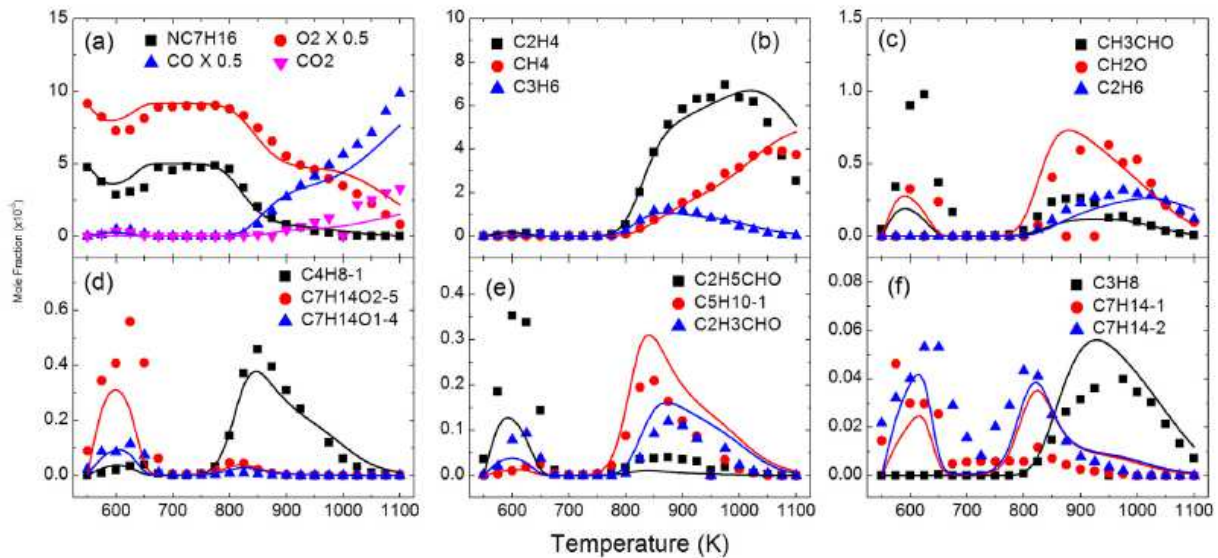 (a) NC7H16 O2 X 0.5
CO X 0.5 CO2
10
5
0
Mole Fraction (x10⁻³)
(b)
C2H4
CH4
C3H6
10
8
6
4
2
0
(c)
CH3CHO
CH2O
C2H6
1.5
1.0
0.5
0.0
(d)
C4H8-1
C7H14O2-5
C7H14O1-4
0.6
0.4
0.2
0.0
600 700 800 900 1000 1100
(e)
C2H5CHO
C5H10-1
C2H3CHO
0.4
0.3
0.2
0.1
0.0
600 700 800 900 1000 1100
(f)
C3H8
C7H14-1
C7H14-2
0.08
0.06
0.04
0.02
0.00
600 700 800 900 1000 1100
Temperature (K)